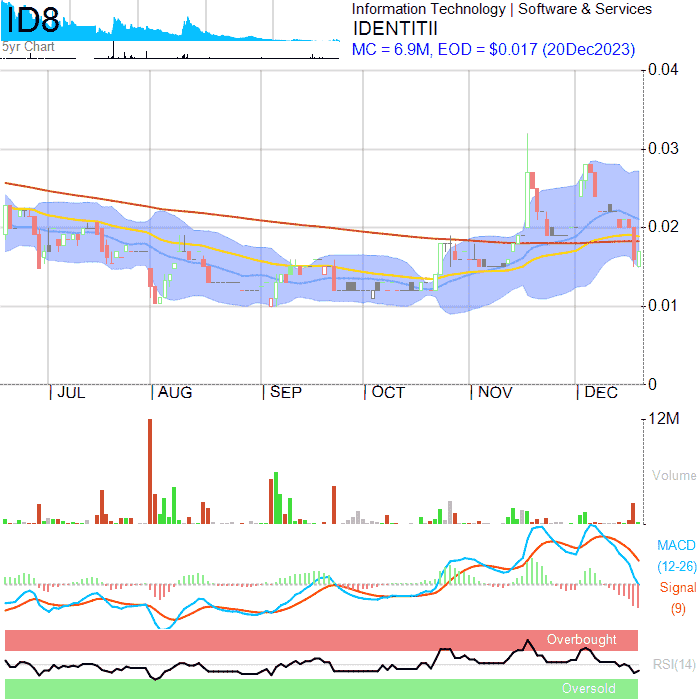 ID8
5yr Chart
Information Technology | Software & Services
IDENTITII
MC = 6.9M, EOD = $0.017 (20Dec2023)
0.04
0.03
0.02
0.01
0
JUL AUG SEP OCT NOV DEC
12M
Volume
MACD
(12-26)
Signal
(9)
Overbought
RSI(14)
Oversold